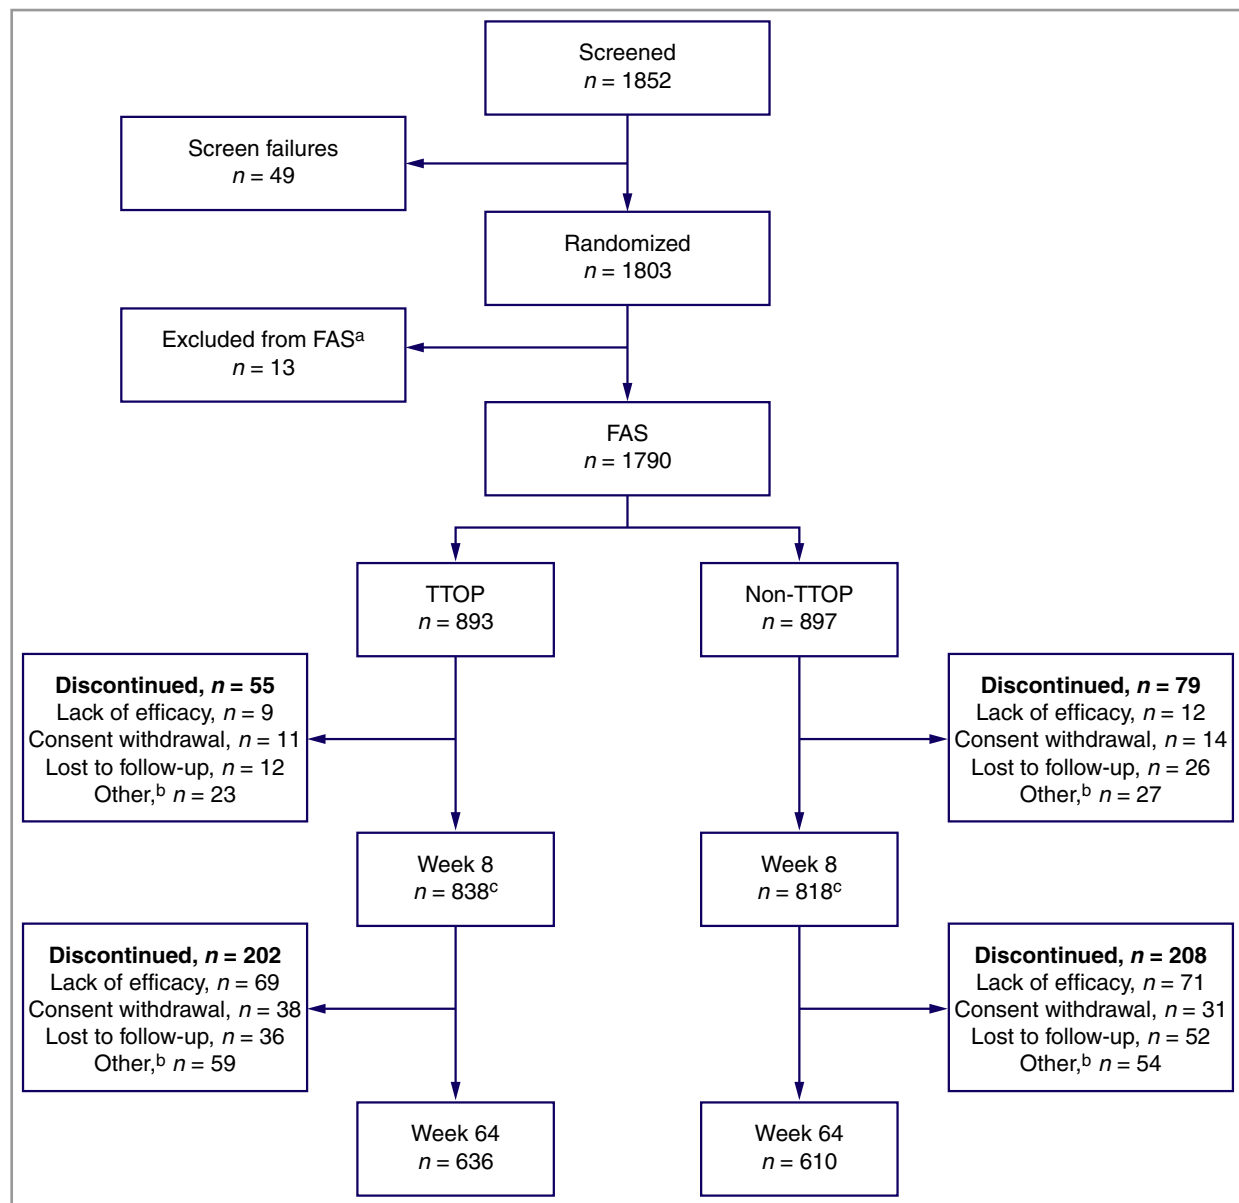 Screened
n = 1852
Screen failures
n = 49
Randomized
n = 1803
Excluded from FASa
n = 13
FAS
n = 1790
TTOP
n = 893
Non-TTOP
n = 897
Discontinued, n = 55
Lack of efficacy, n = 9
Consent withdrawal, n = 11
Lost to follow-up, n = 12
Other,b n = 23
Discontinued, n = 79
Lack of efficacy, n = 12
Consent withdrawal, n = 14
Lost to follow-up, n = 26
Other,b n = 27
Week 8
n = 838c
Week 8
n = 818c
Discontinued, n = 202
Lack of efficacy, n = 69
Consent withdrawal, n = 38
Lost to follow-up, n = 36
Other,b n = 59
Discontinued, n = 208
Lack of efficacy, n = 71
Consent withdrawal, n = 31
Lost to follow-up, n = 52
Other,b n = 54
Week 64
n = 636
Week 64
n = 610